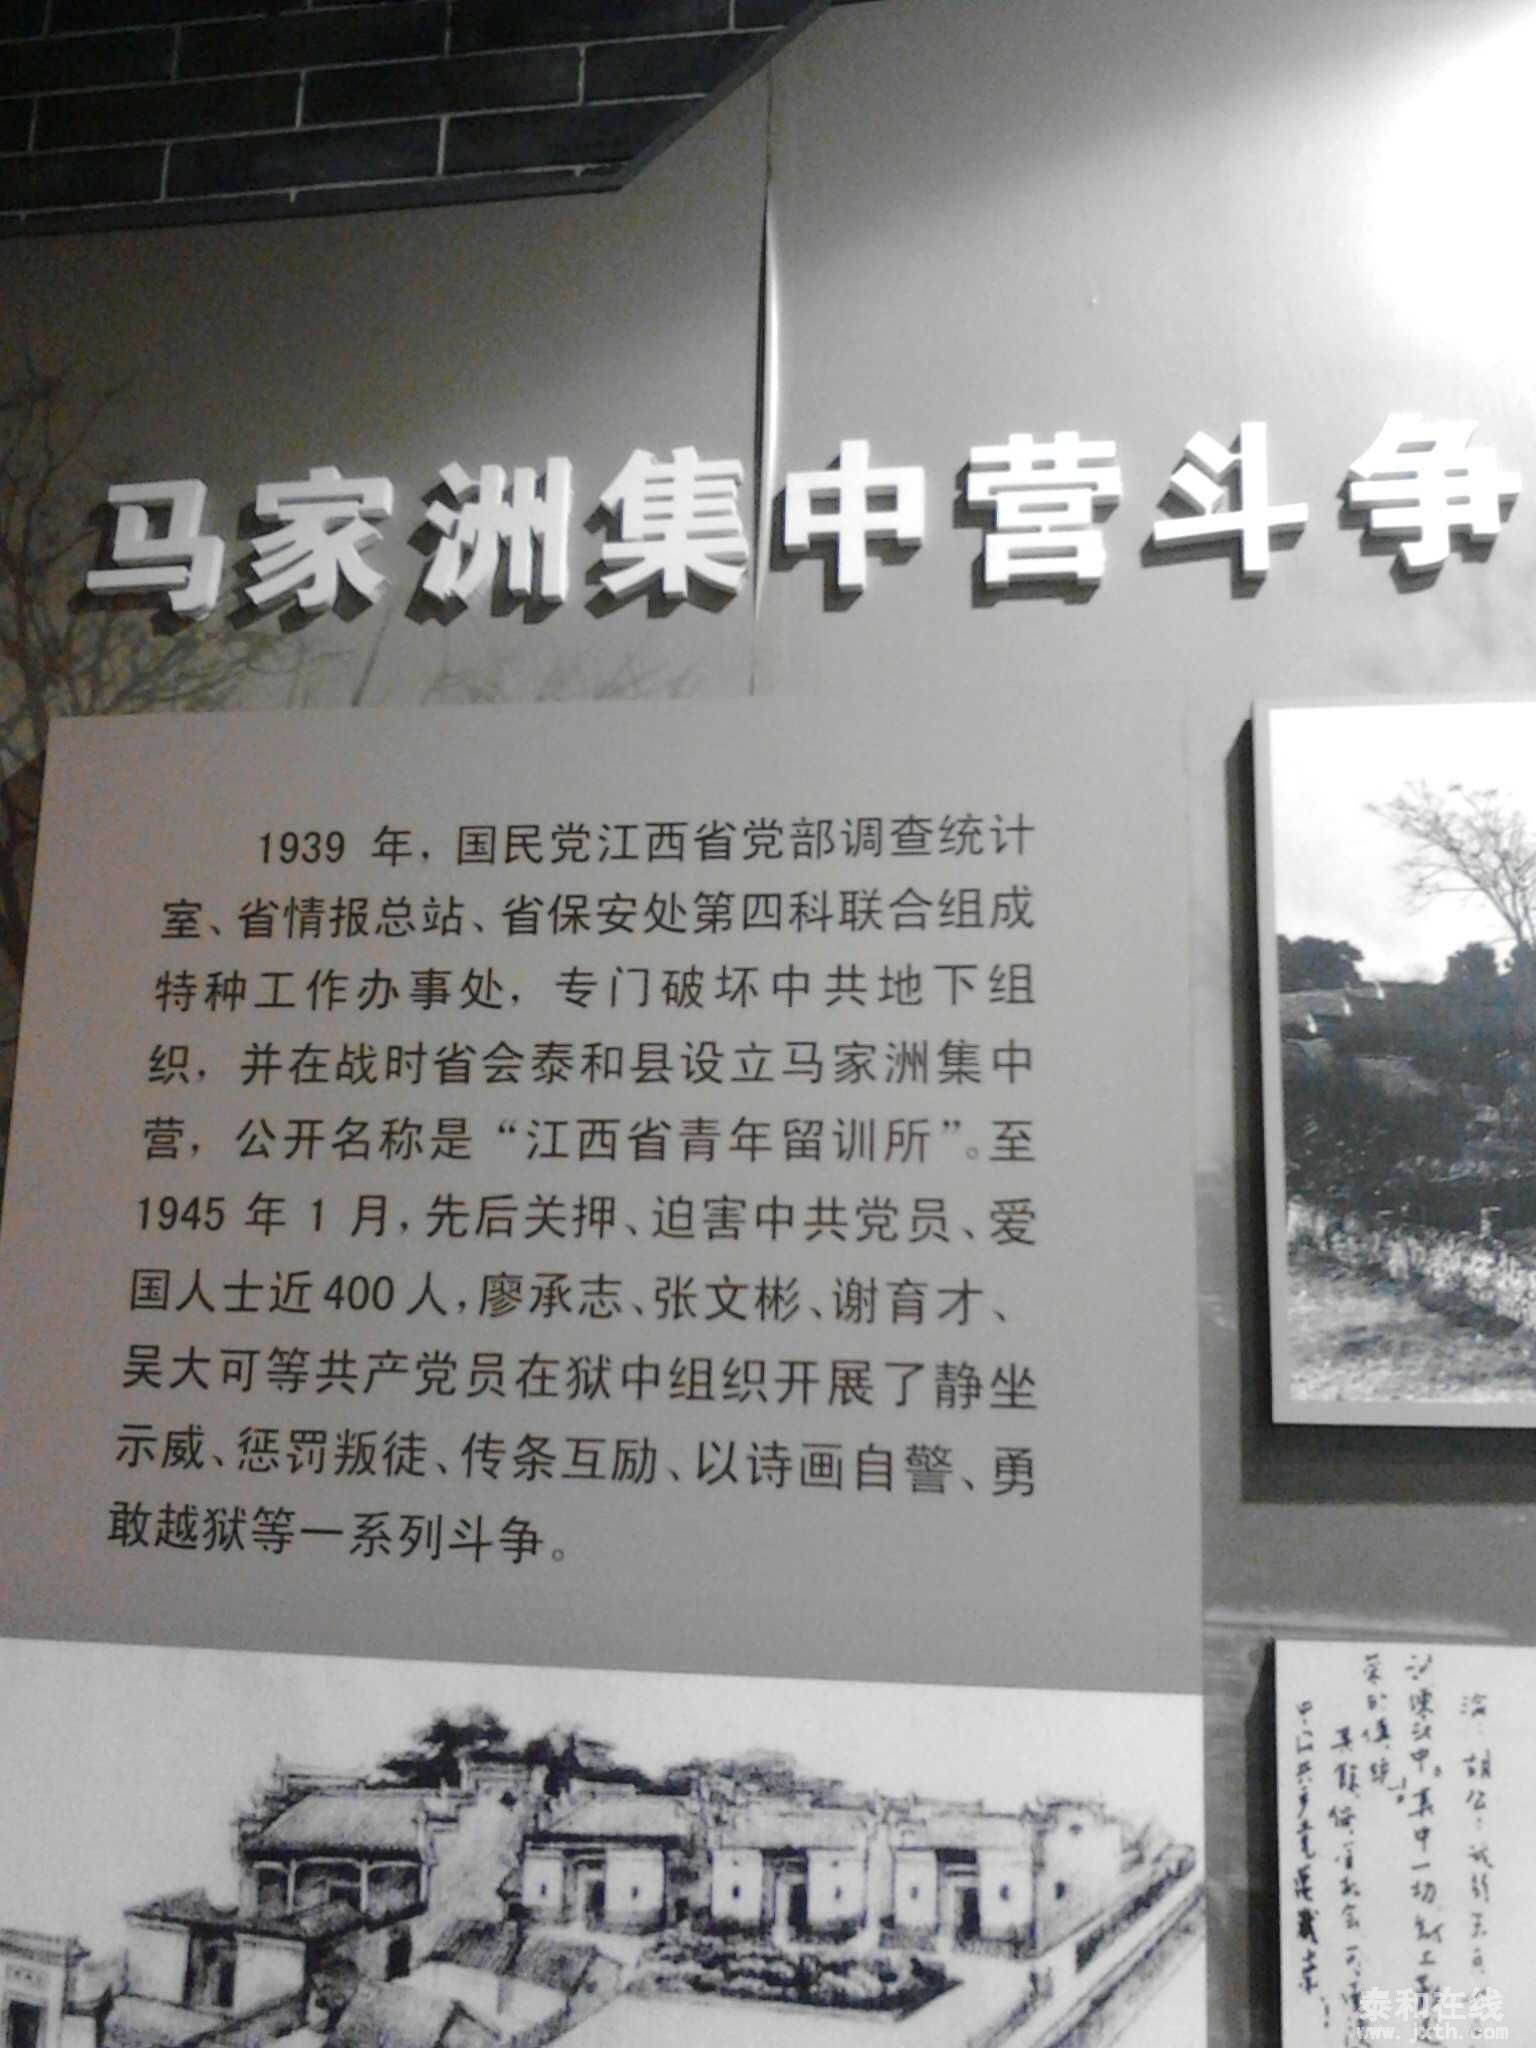 马家洲集中营斗争
1939 年，国民党江西省党部调查统计
室、省情报总站、省保安处第四科联合组成
特种工作办事处，专门破坏中共地下组
织，并在战时省会泰和县设立马家洲集中
营，公开名称是“江西省青年留训所”。至
1945 年 1 月，先后关押、迫害中共党员、爱
国人士近 400 人，廖承志、张文彬、谢育才、
吴大可等共产党员在狱中组织开展了静坐
示威、惩罚叛徒、传条互励、以诗画自警、勇
敢越狱等一系列斗争。
泰和在线
www.jxth.com